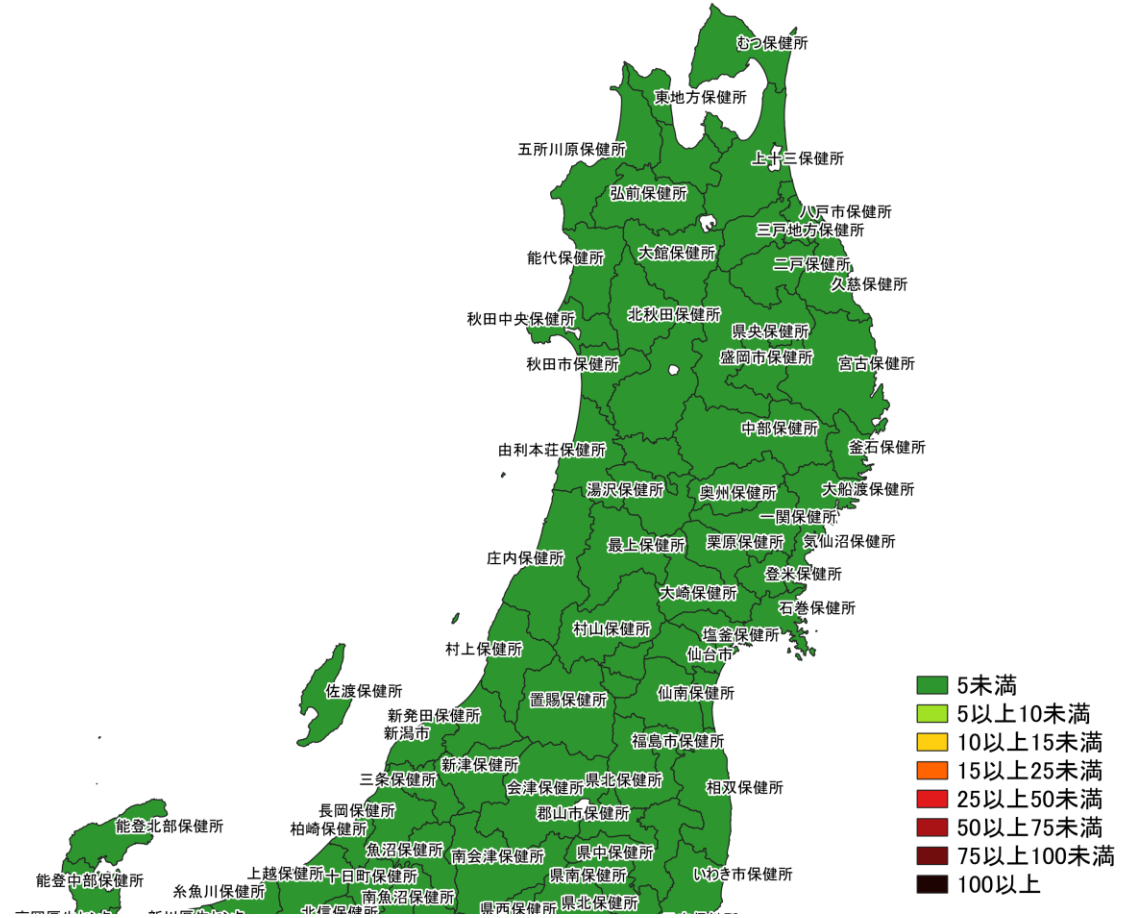 むつ保健所
東地方保健所
五所川原保健所
上十三保健所
弘前保健所
八戸市保健所
三戸地方保健所
大館保健所
能代保健所
二戸保健所
久慈保健所
北秋田保健所
秋田中央保健所
県央保健所
盛岡市保健所
秋田市保健所
宮古保健所
中部保健所
釜石保健所
由利本荘保健所
湯沢保健所
奥州保健所
大船渡保健所
一関保健所
栗原保健所
気仙沼保健所
最上保健所
庄内保健所
登米保健所
大崎保健所
石巻保健所
村山保健所
塩釜保健所
村上保健所
仙台市
佐渡保健所
仙南保健所
置賜保健所
新発田保健所
新潟市
福島市保健所
新津保健所
三条保健所
会津保健所
県北保健所
相双保健所
長岡保健所
郡山市保健所
能登北部保健所
柏崎保健所
魚沼保健所
南会津保健所
県中保健所
上越保健所
十日町保健所
県南保健所
いわき市保健所
能登中部保健所
糸魚川保健所
南魚沼保健所
県西保健所
県北保健所
北信保健所
5未満
5以上10未満
10以上15未満
15以上25未満
25以上50未満
50以上75未満
75以上100未満
100以上